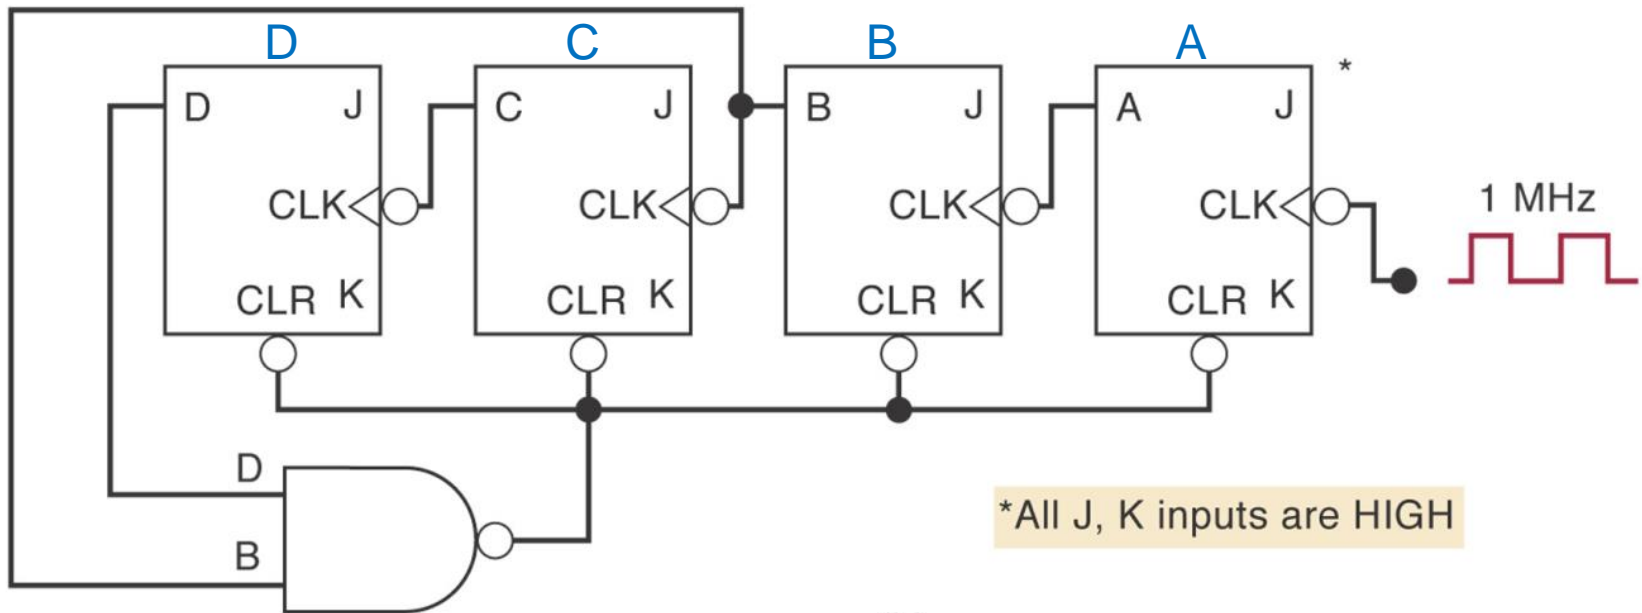 D C B A
*
D J C J B J A J
CLK CLK CLK CLK
1 MHz
CLR K CLR K CLR K CLR K
D
*All J, K inputs are HIGH
B